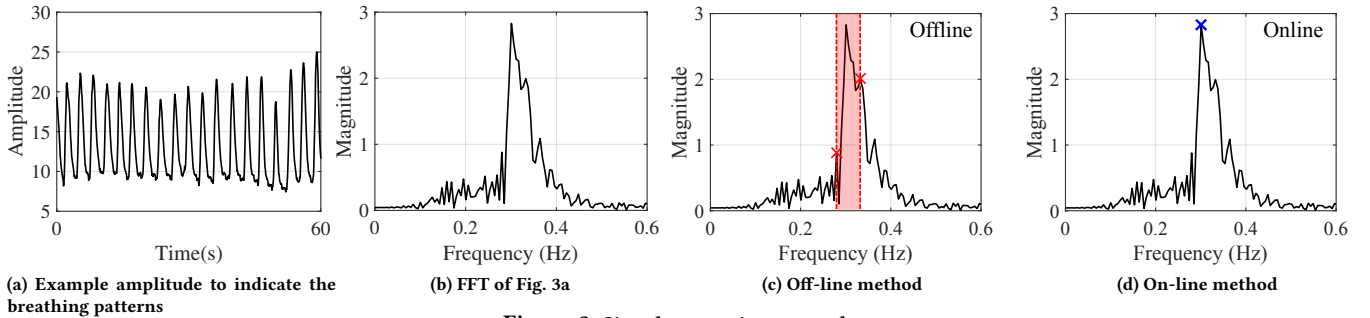 30
25
20
15
10
5
Amplitude
0
60
Time(s)
(a) Example amplitude to indicate the
breathing patterns
3
2
1
0
Magnitude
0
0.2
0.4
0.6
Frequency (Hz)
(b) FFT of Fig. 3a
Offline
3
2
1
0
Magnitude
0
0.2
0.4
0.6
Frequency (Hz)
(c) Off-line method
Online
3
2
1
0
Magnitude
0
0.2
0.4
0.6
Frequency (Hz)
(d) On-line method